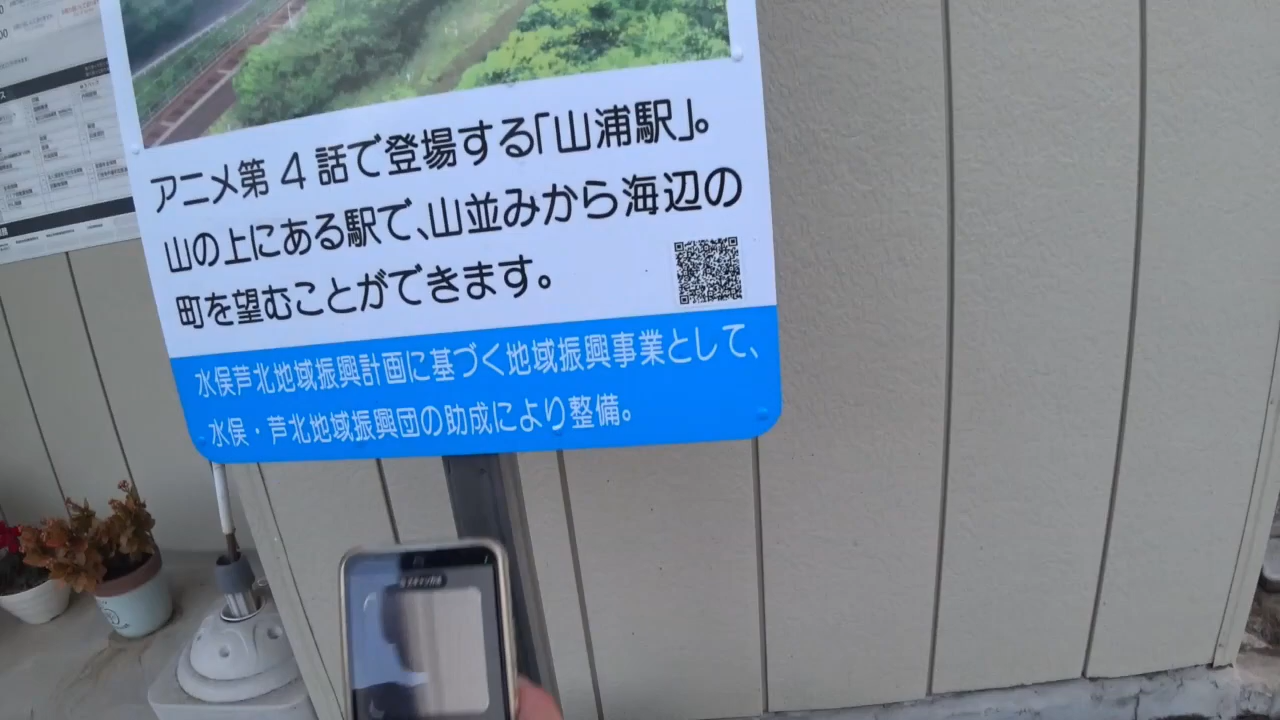 アニメ第4話で登場する「山浦駅」。
山の上にある駅で、山並みから海辺の
町を望むことができます。
水俣芦北地域振興計画に基づく地域振興事業として、
水俣・芦北地域振興団の助成により整備。